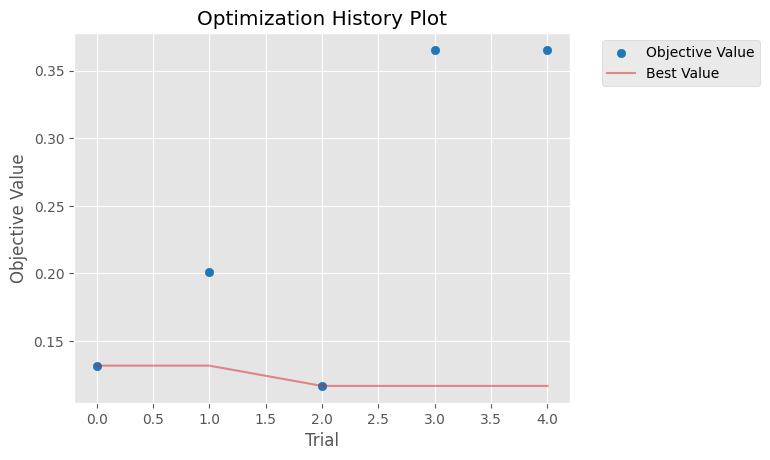 Optimization History Plot
Objective Value
Best Value
Objective Value
0.35
0.30
0.25
0.20
0.15
0.0 0.5 1.0 1.5 2.0 2.5 3.0 3.5 4.0
Trial